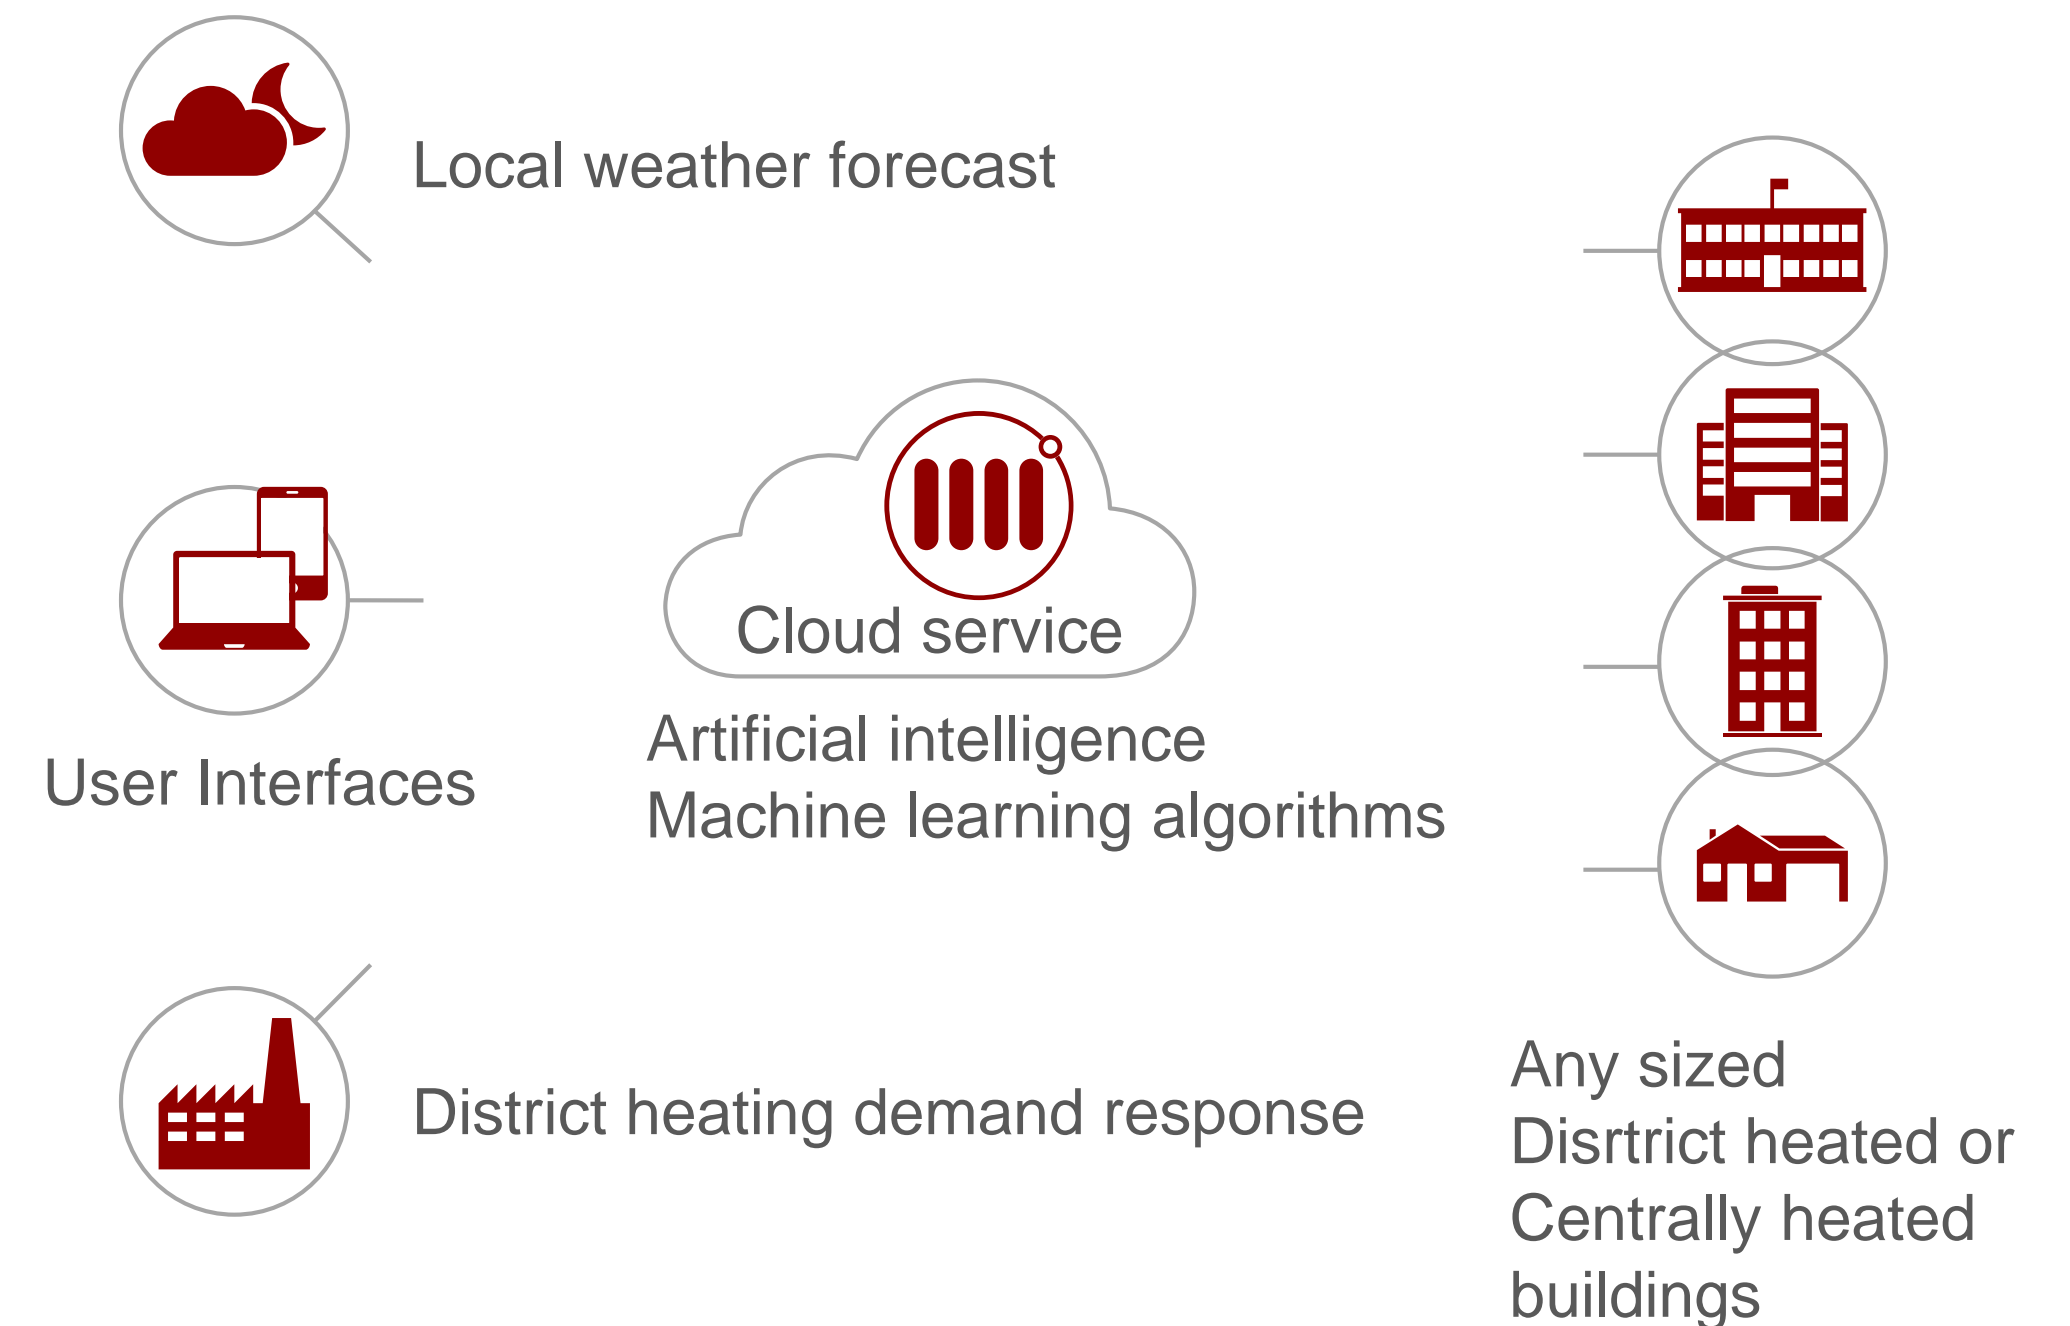 Local weather forecast
Cloud service
Artificial intelligence
Machine learning algorithms
User Interfaces
District heating demand response
Any sized
Disrtrict heated or
Centrally heated
buildings